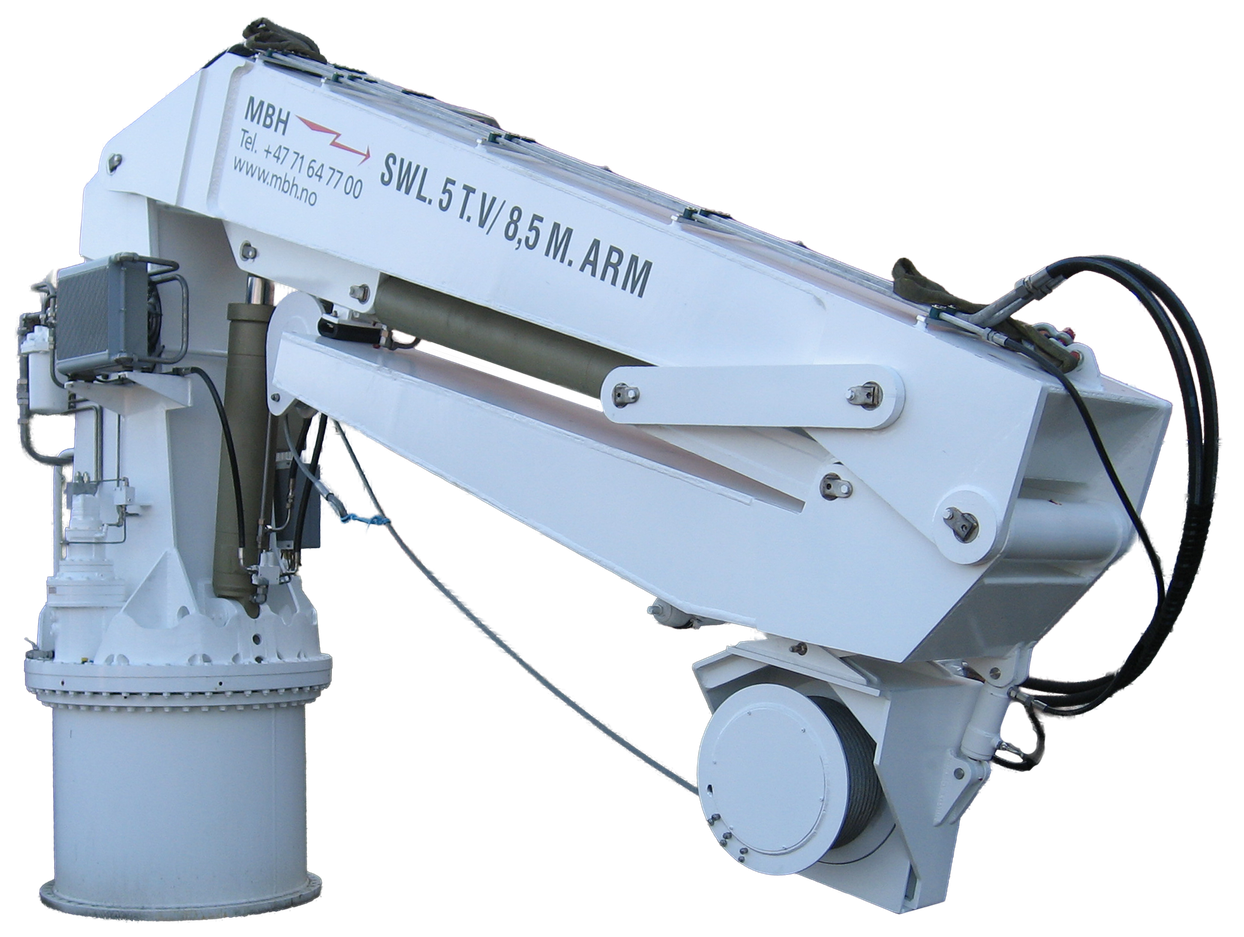 MBH
Tel. +47 71 64 77 00
www.mbh.no
SWL. 5 T. V/ 8,5 M. ARM